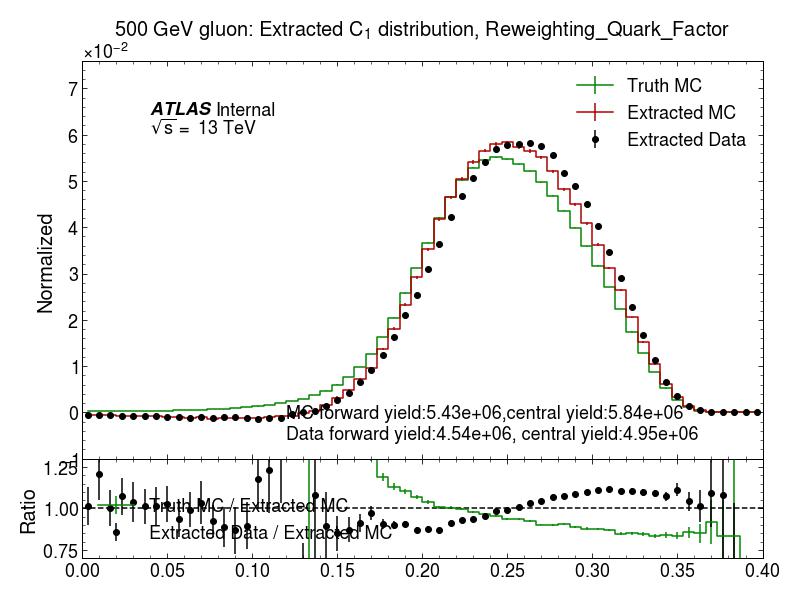 500 GeV gluon: Extracted C₁ distribution, Reweighting_Quark_Factor
×10⁻²
ATLAS Internal
√s = 13 TeV
Truth MC
Extracted MC
Extracted Data
Normalized
7
6
5
4
3
2
1
0
1
MC forward yield:5.43e+06,central yield:5.84e+06
Data forward yield:4.54e+06, central yield:4.95e+06
Ratio
1.25
1.00
0.75
Truth MC / Extracted MC
Extracted Data / Extracted MC
0.00 0.05 0.10 0.15 0.20 0.25 0.30 0.35 0.40